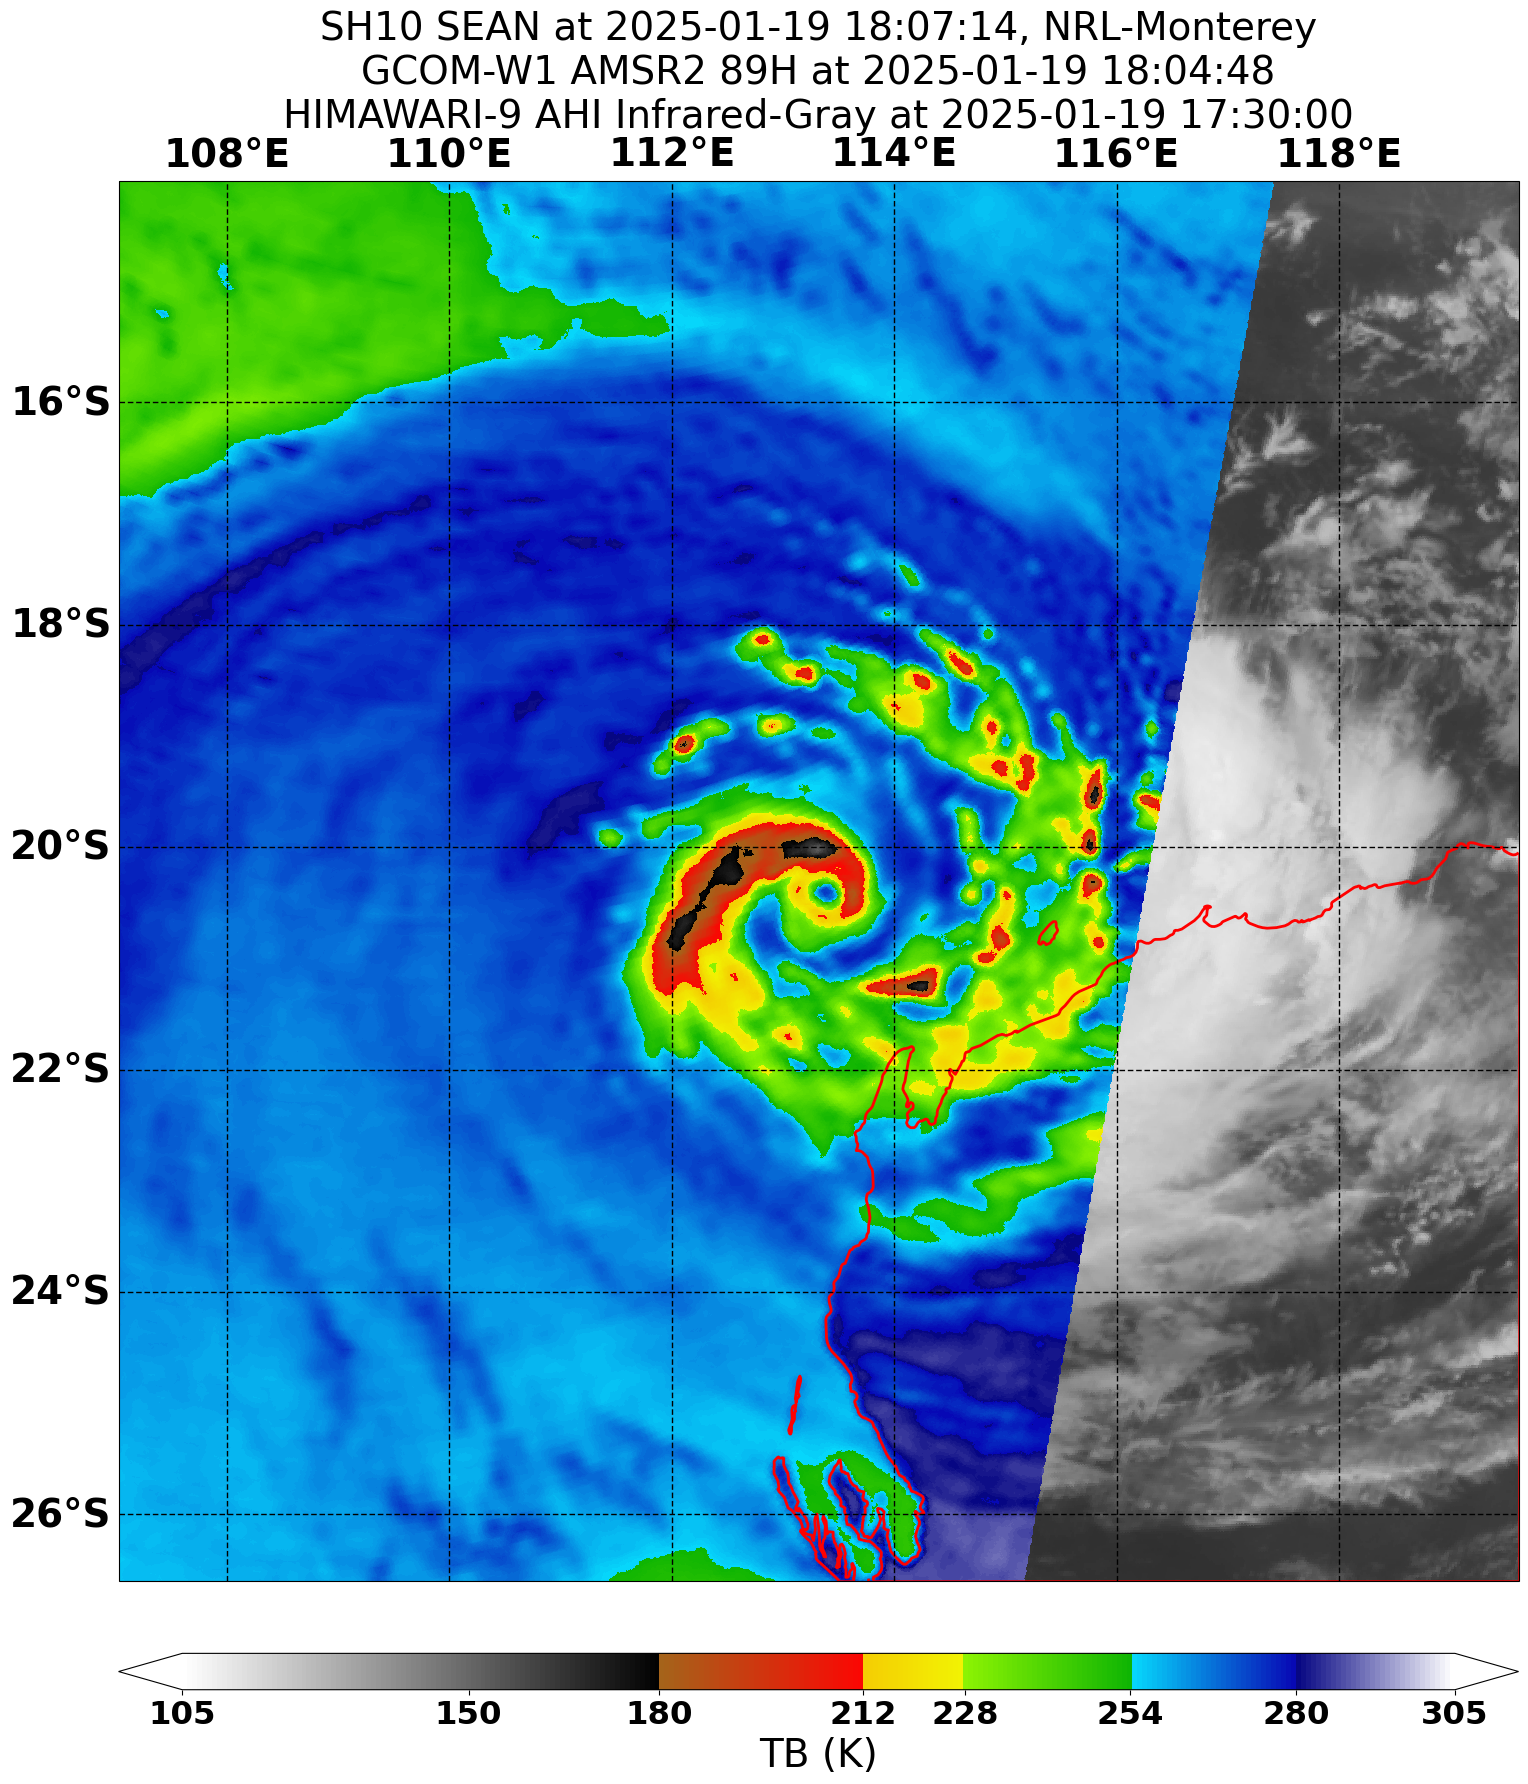 SH10 SEAN at 2025-01-19 18:07:14, NRL-Monterey
GCOM-W1 AMSR2 89H at 2025-01-19 18:04:48
HIMAWARI-9 AHI Infrared-Gray at 2025-01-19 17:30:00
108°E 110°E 112°E 114°E 116°E 118°E
16°S
18°S
20°S
22°S
24°S
26°S
105 150 180 212 228 254 280 305
TB (K)